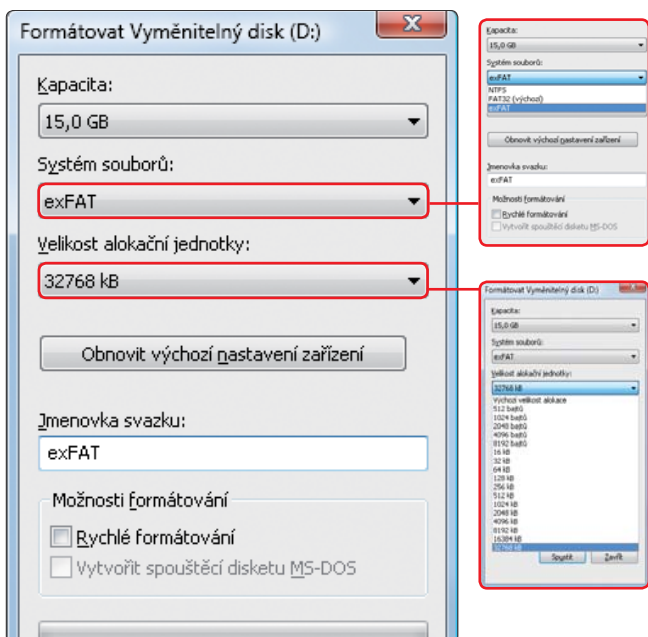 Formátovat Vyměnitelný disk (D:)
Kapacita:
15,0 GB
Systém souborů:
exFAT
Velikost alokační jednotky:
32768 kB
Obnovit výchozí nastavení zařízení
Jmenovka svazku:
exFAT
Možnosti formátování
Rychlé formátování
Vytvořit spouštěcí disketu MS-DOS
Kapacita:
15,0 GB
Systém souborů:
exFAT
NTFS
FAT32 (výchozí)
exFAT
Obnovit výchozí nastavení zařízení
Jmenovka svazku:
exFAT
Možnosti formátování
Rychlé formátování
Vytvořit spouštěcí disketu MS-DOS
Formátovat Vyměnitelný disk (D:)
Kapacita:
15,0 GB
Systém souborů:
exFAT
Velikost alokační jednotky:
32768 kB
Výchozí velikost alokace
512 bajtů
1024 bajtů
2048 bajtů
4096 bajtů
8192 bajtů
16 kB
32 kB
64 kB
128 kB
256 kB
512 kB
1024 kB
2048 kB
4096 kB
8192 kB
16384 kB
32768 kB
Spustit Zavřít